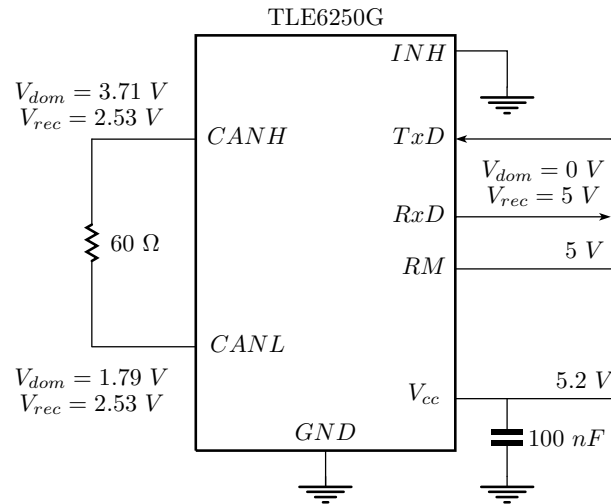 TLE6250G
INH
V_dom = 3.71 V
V_rec = 2.53 V
CANH
TxD
V_dom = 0 V
V_rec = 5 V
RxD
60 Ω
RM
5 V
CANL
V_dom = 1.79 V
V_rec = 2.53 V
V_cc
5.2 V
GND
100 nF